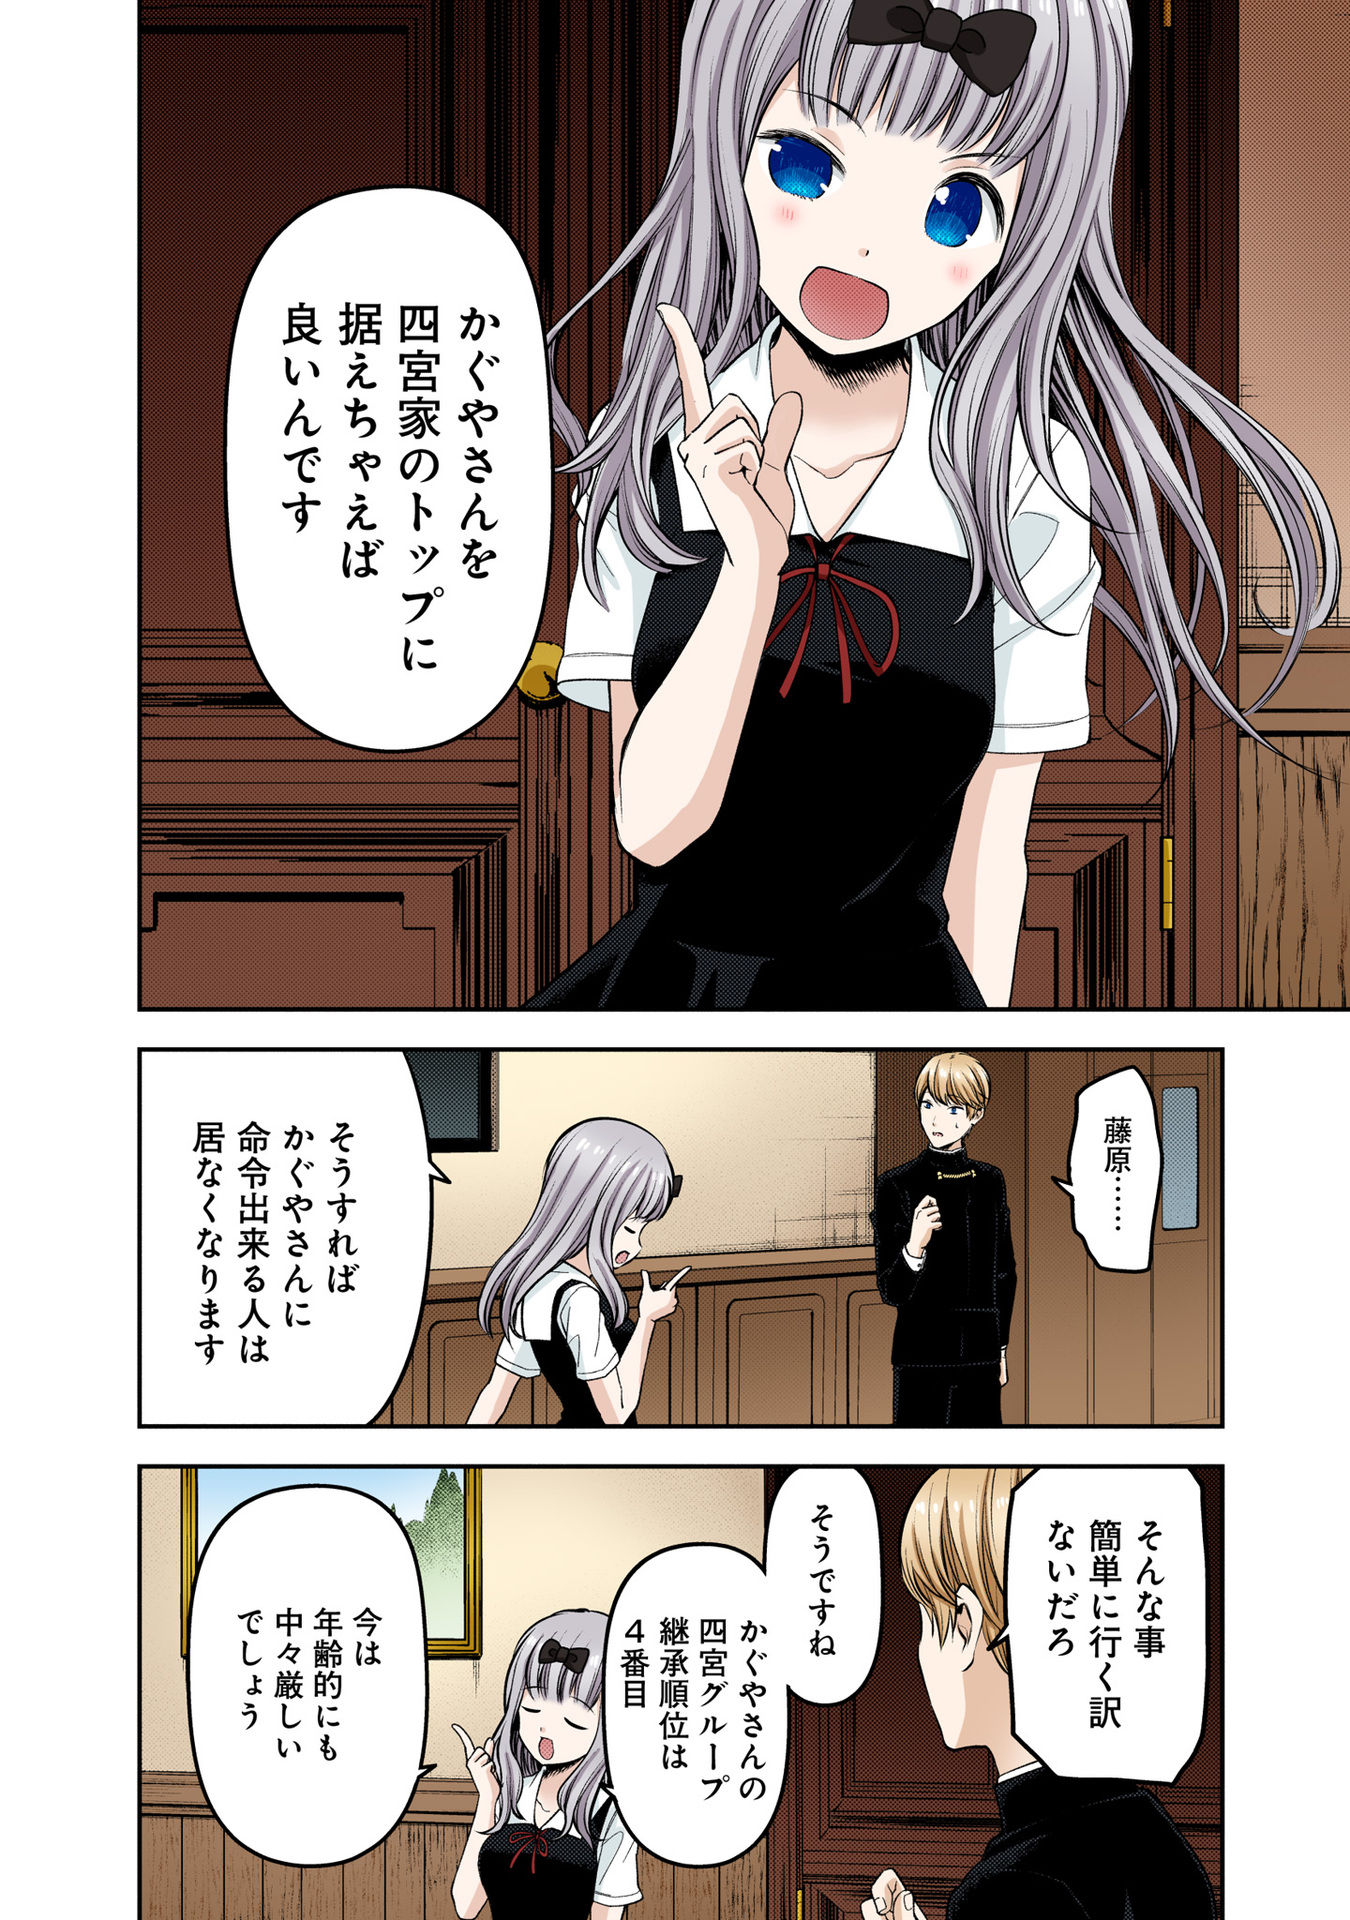 かぐやさんを
四宮家のトップに
据えちゃえば
良いんです
藤原……
そうすれば
かぐやさんに
命令出来る人は
居なくなります
そんな事
簡単に行く訳
ないだろ
そうですね
かぐやさんの
四宮グループ
継承順位は
4番目
今は
年齢的にも
中々厳しい
でしょう